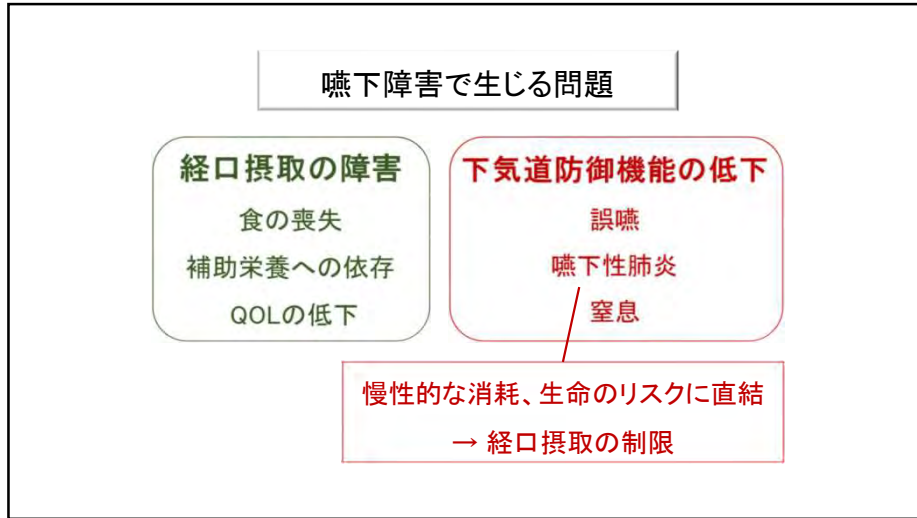 嚥下障害で生じる問題
経口摂取の障害
食の喪失
補助栄養への依存
QOLの低下
下気道防御機能の低下
誤嚥
嚥下性肺炎
窒息
慢性的な消耗、生命のリスクに直結
→ 経口摂取の制限